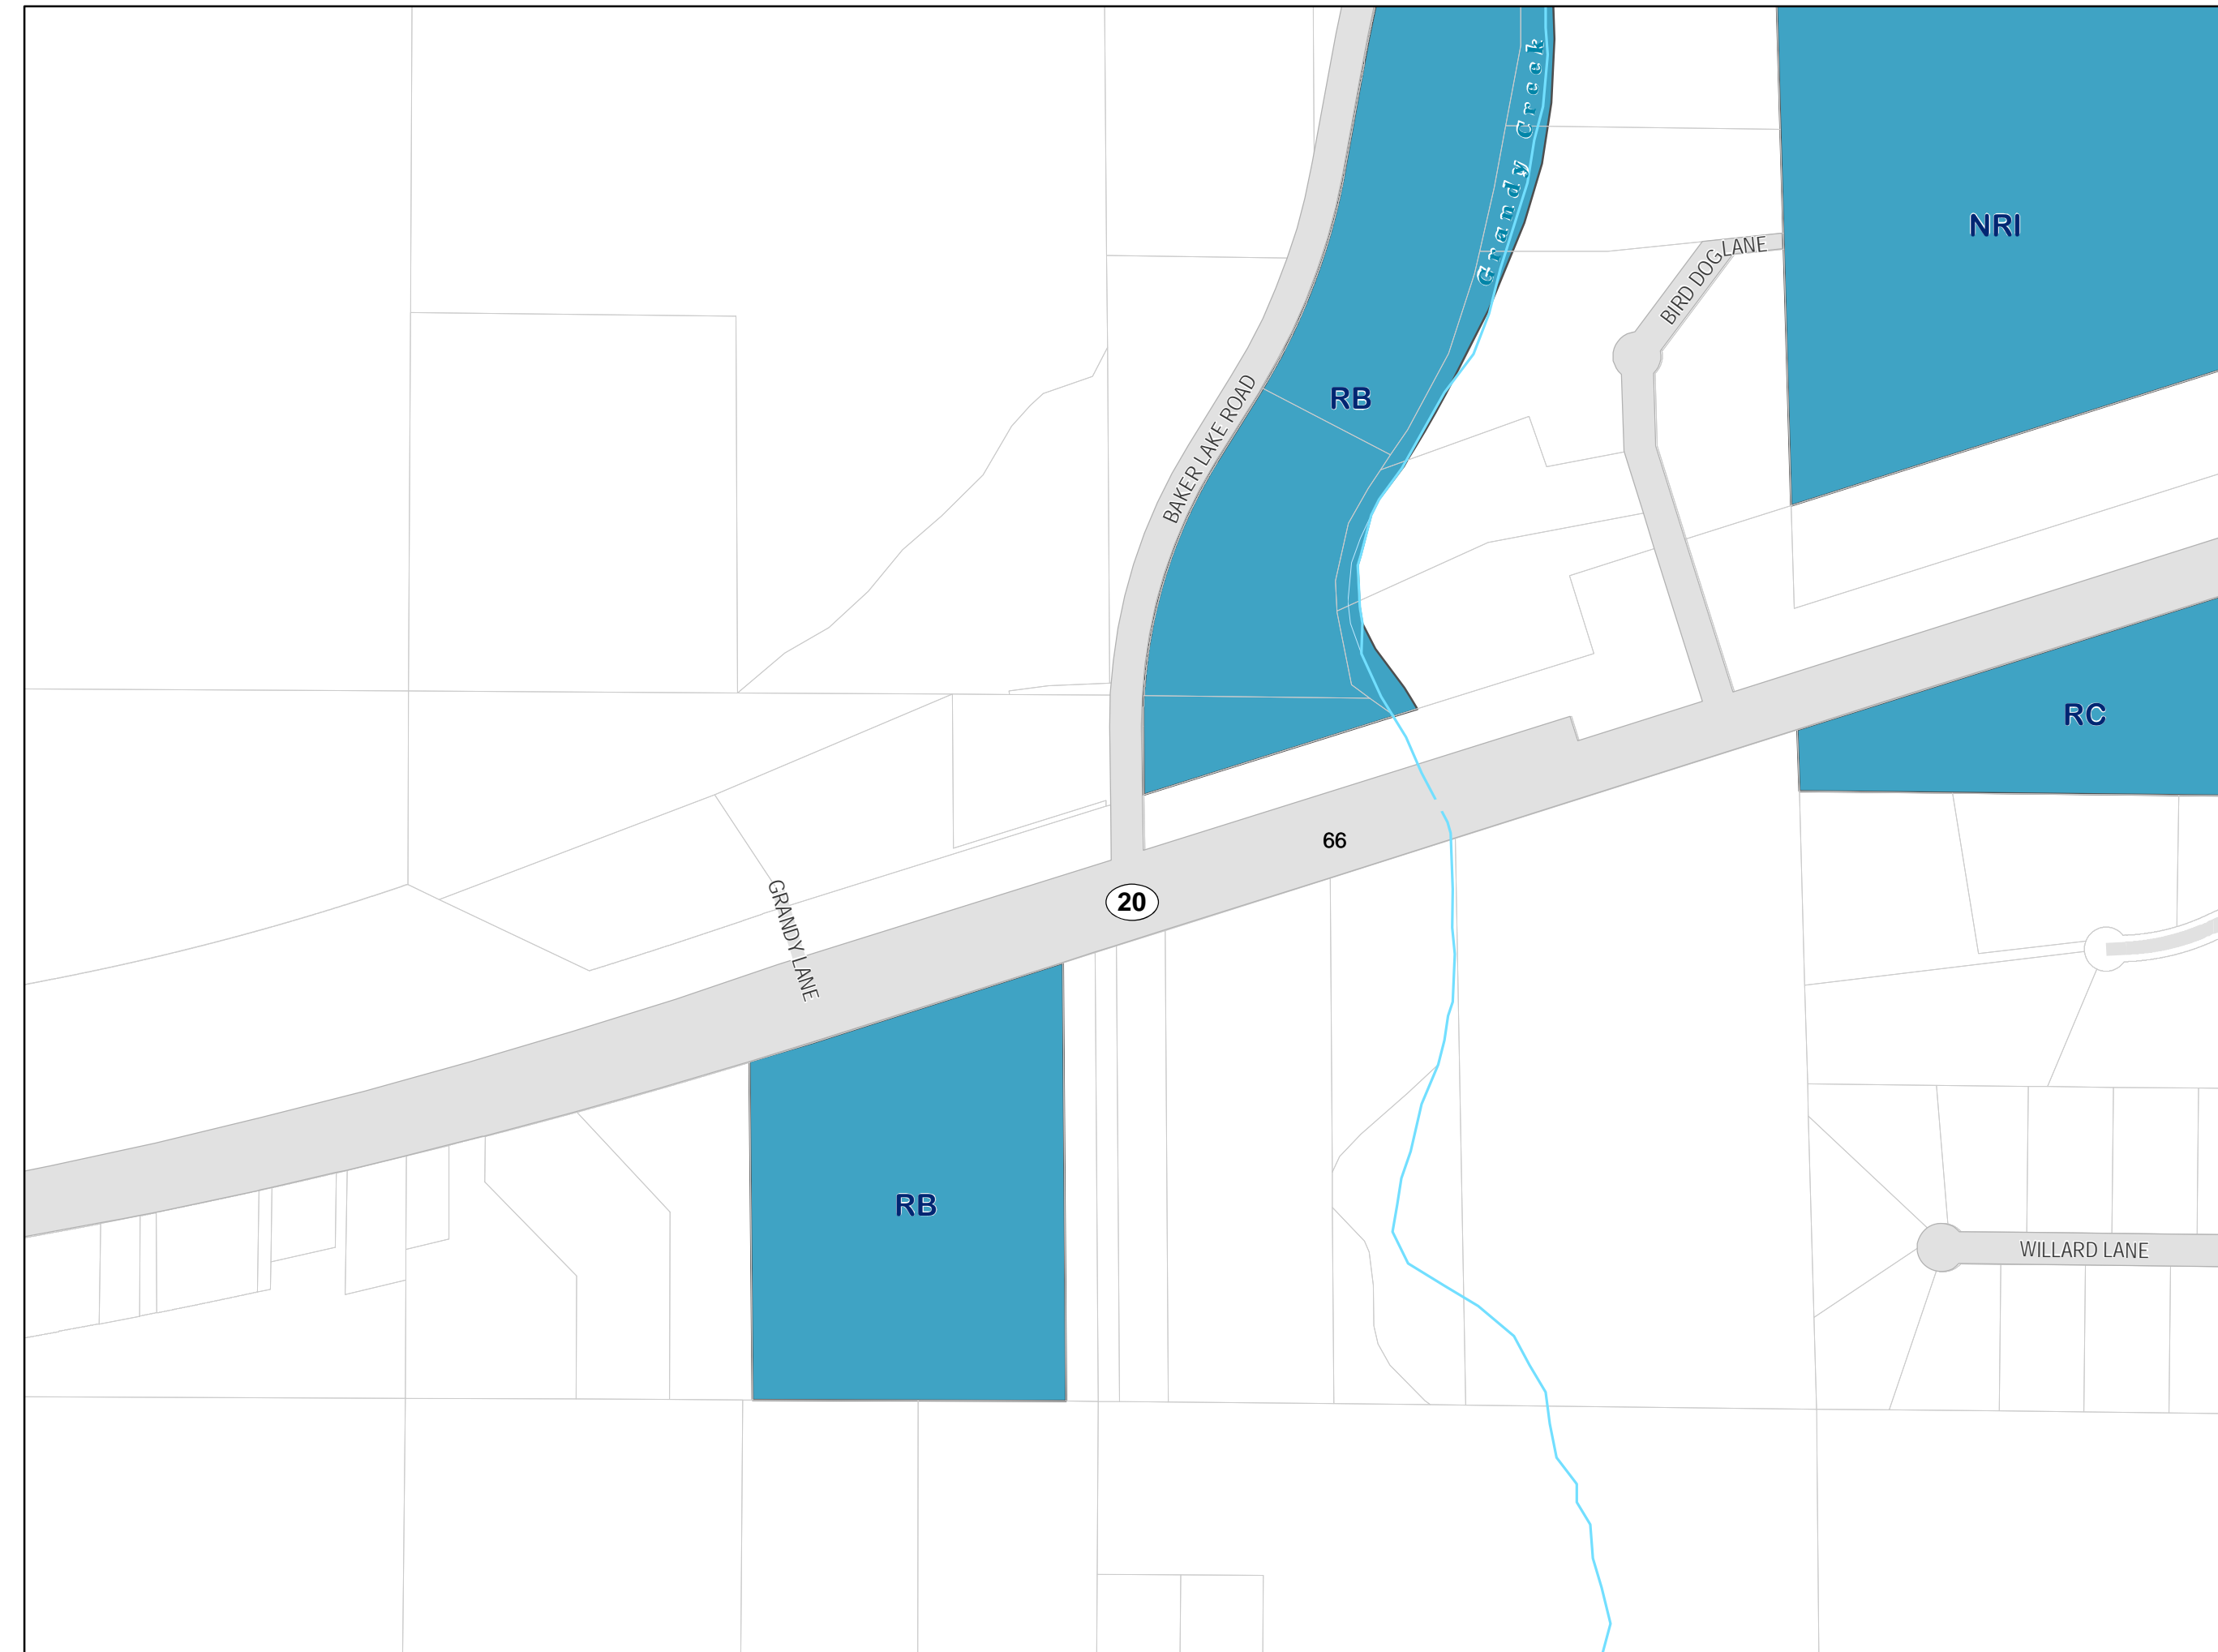 Grandy Creek
NRI
BIRD DOG LANE
RB
BAKER LAKE ROAD
RC
66
20
GRANDY LANE
RB
WILLARD LANE